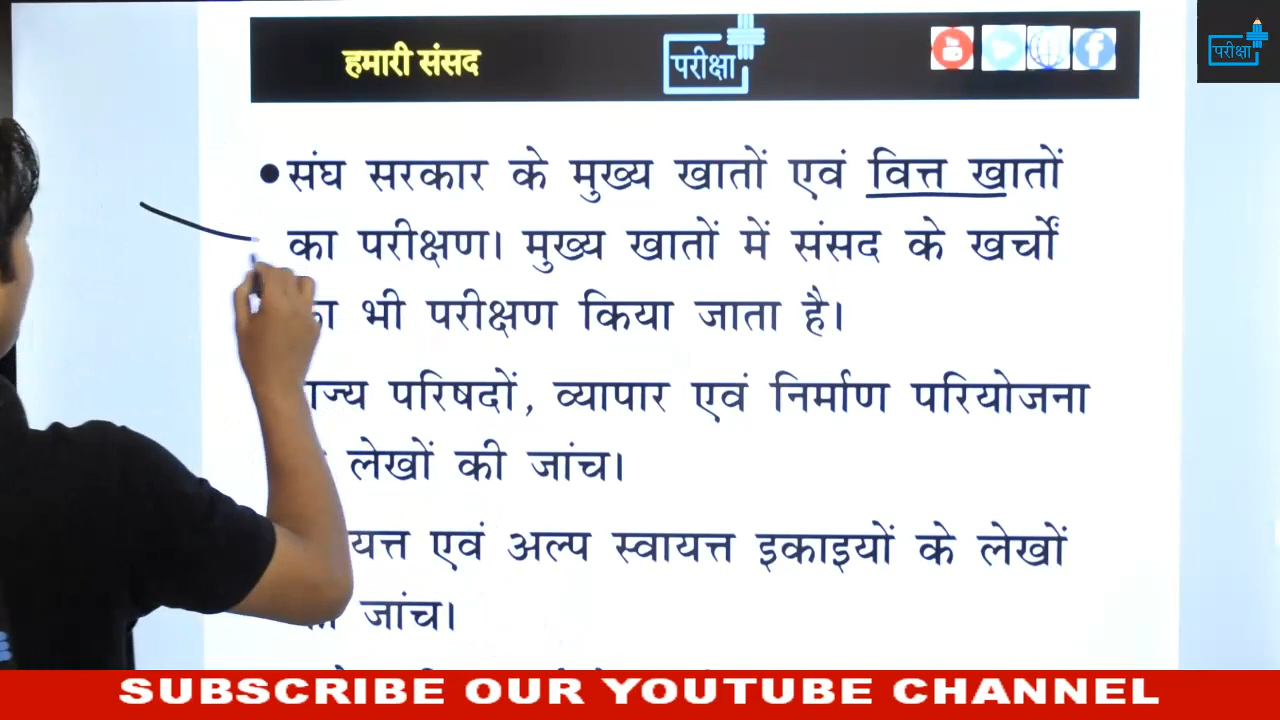 हमारी संसद
परीक्षा
परीक्षा
संघ सरकार के मुख्य खातों एवं वित्त खातों
का परीक्षण। मुख्य खातों में संसद के खर्चों
भी परीक्षण किया जाता है।
परिषदों, व्यापार एवं निर्माण परियोजना
लेखों की जांच।
एवं अल्प स्वायत्त इकाइयों के लेखों
जांच।
SUBSCRIBE OUR YOUTUBE CHANNEL